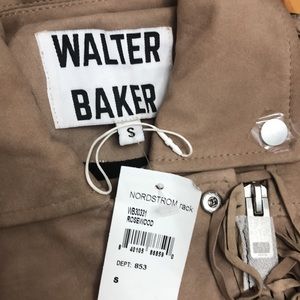 WALTER
BAKER
S
NORDSTROM rack
WB30331
ROSEWOOD
DEPT: 853
S